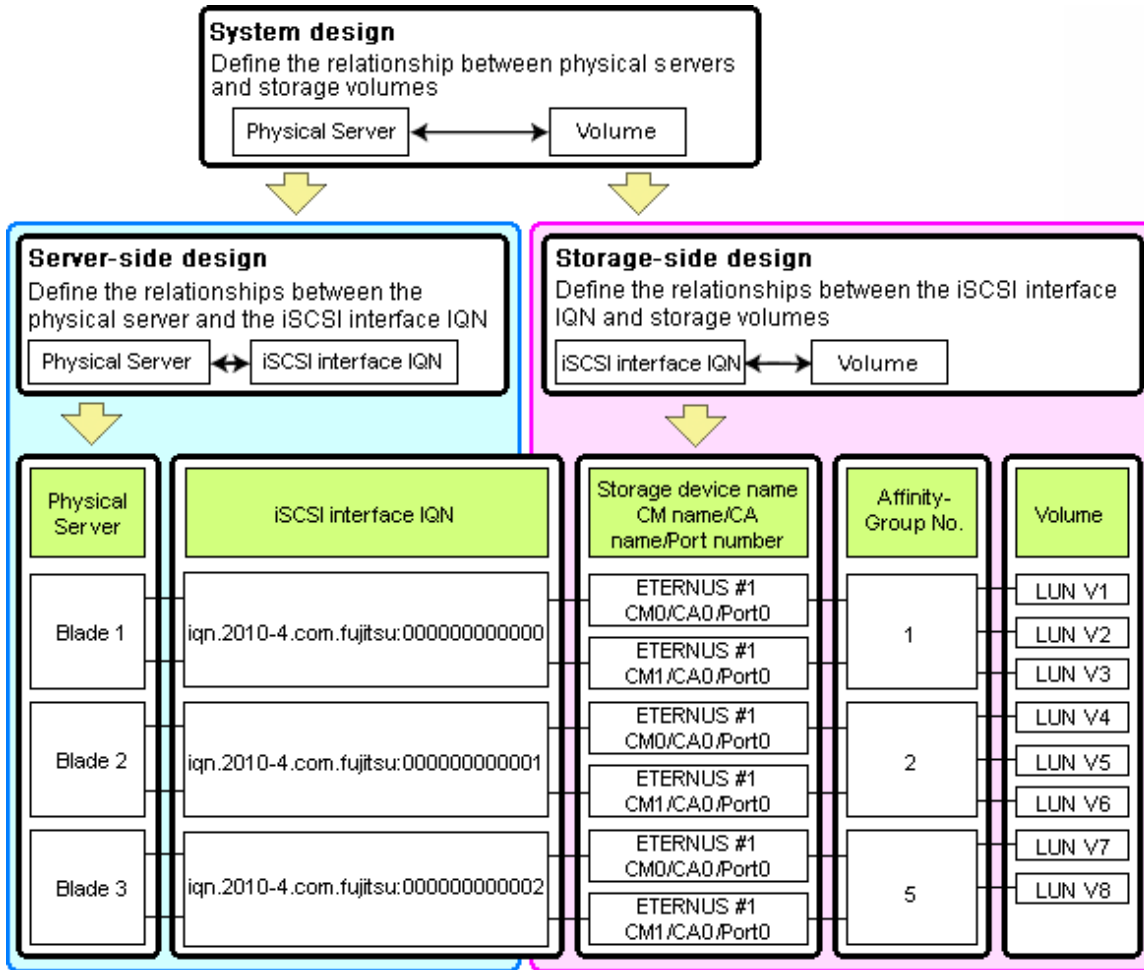 System design
Define the relationship between physical servers
and storage volumes
Physical Server
Volume
Server-side design
Define the relationships between the
physical server and the iSCSI interface IQN
Physical Server
iSCSI interface IQN
Storage-side design
Define the relationships between the iSCSI interface
IQN and storage volumes
iSCSI interface IQN
Volume
Physical
Server
iSCSI interface IQN
Storage device name
CM name/CA
name/Port number
Affinity-
Group No.
Volume
Blade 1
iqn.2010-4.com.fujitsu:000000000000
ETERNUS #1
CM0/CA0/Port0
ETERNUS #1
CM1/CA0/Port0
1
LUN V1
LUN V2
LUN V3
Blade 2
iqn.2010-4.com.fujitsu:000000000001
ETERNUS #1
CM0/CA0/Port0
ETERNUS #1
CM1/CA0/Port0
2
LUN V4
LUN V5
LUN V6
Blade 3
iqn.2010-4.com.fujitsu:000000000002
ETERNUS #1
CM0/CA0/Port0
ETERNUS #1
CM1/CA0/Port0
5
LUN V7
LUN V8